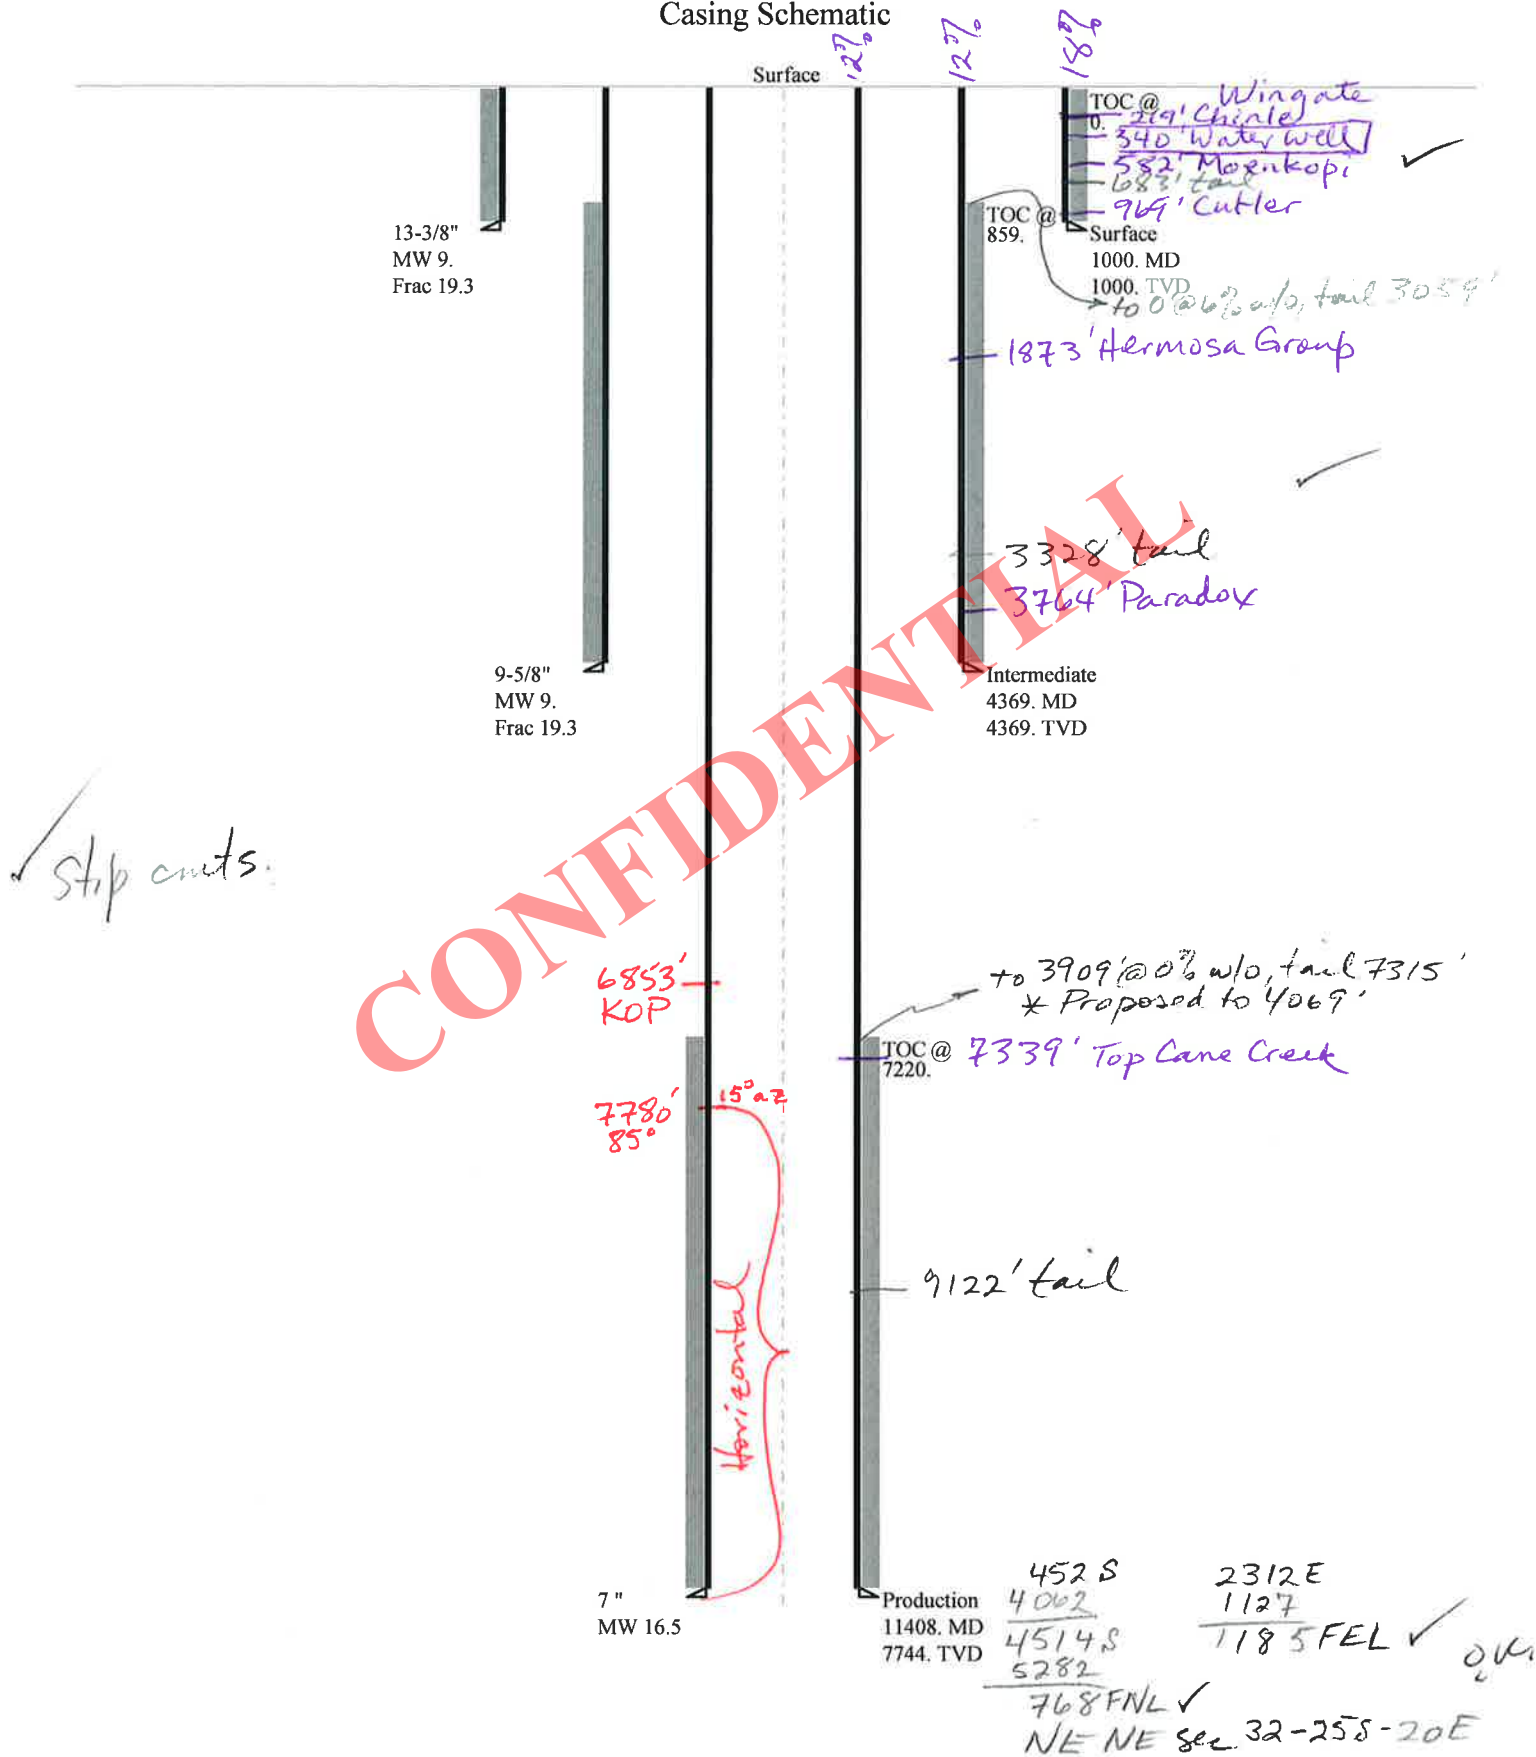 Casing Schematic
12%
12%
18%
Surface
TOC @
0.
Wingate
219' Chinle
340' Water Well
582' Moenkopi
683' tail
969' Cutler
13-3/8"
MW 9.
Frac 19.3
TOC @
859.
Surface
1000. MD
1000. TVD
to 0 @ 6% w/o, tail 3059'
1873' Hermosa Group
3328' tail
3764' Paradox
9-5/8"
MW 9.
Frac 19.3
Intermediate
4369. MD
4369. TVD
CONFIDENTIAL
✓ Stip cmts.
6853'
KOP
to 3909' @ 0% w/o, tail 7315'
* Proposed to 4069'
TOC @
7220.
7339' Top Cane Creek
7780'
85°
15° az
9122' tail
Horizontal
7 "
MW 16.5
Production
11408. MD
7744. TVD
452 S
4062
4514 S
5282
768 FNL ✓
NE NE sec 32-25S-20E
2312 E
1127
1185 FEL ✓
O.K.